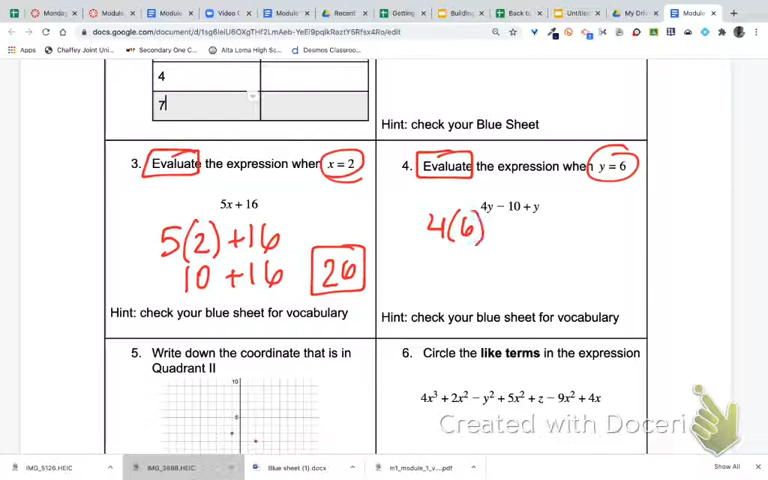 Monday
Module
Module
Video C
Module
Recent
Getting
Building
Back to
Untitle
My Driv
Module
docs.google.com/document/d/1sg6leiU6OXgTHf2LmAeb-YeEl9pqikRaztY5Rfsx4Ro/edit
Apps
Chaffey Joint Uni...
Secondary One C...
Alta Loma High Sc...
Desmos Classroo...
4
7
Hint: check your Blue Sheet
3. Evaluate the expression when x = 2
5x + 16
5(2) +16
10 +16
26
Hint: check your blue sheet for vocabulary
4. Evaluate the expression when y = 6
4y − 10 + y
4(6)
Hint: check your blue sheet for vocabulary
5. Write down the coordinate that is in
Quadrant II
10
6. Circle the like terms in the expression
4x³ + 2x² − y² + 5x² + z − 9x² + 4x
Created with Doceri
IMG_5126.HEIC
IMG_3688.HEIC
Blue sheet (1).docx
m1_module_1_v....pdf
Show All